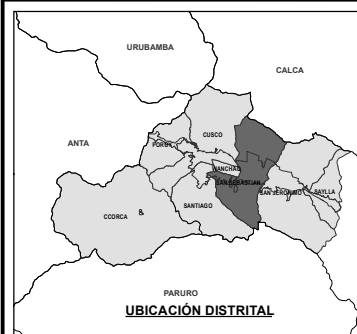 URUBAMBA
CALCA
CUSCO
ANTA
POROY
WANCHAQ
SAN SEBASTIAN
SAN JERONIMO
SAYLLA
SANTIAGO
CCORCA
&
PARURO
UBICACIÓN DISTRITAL